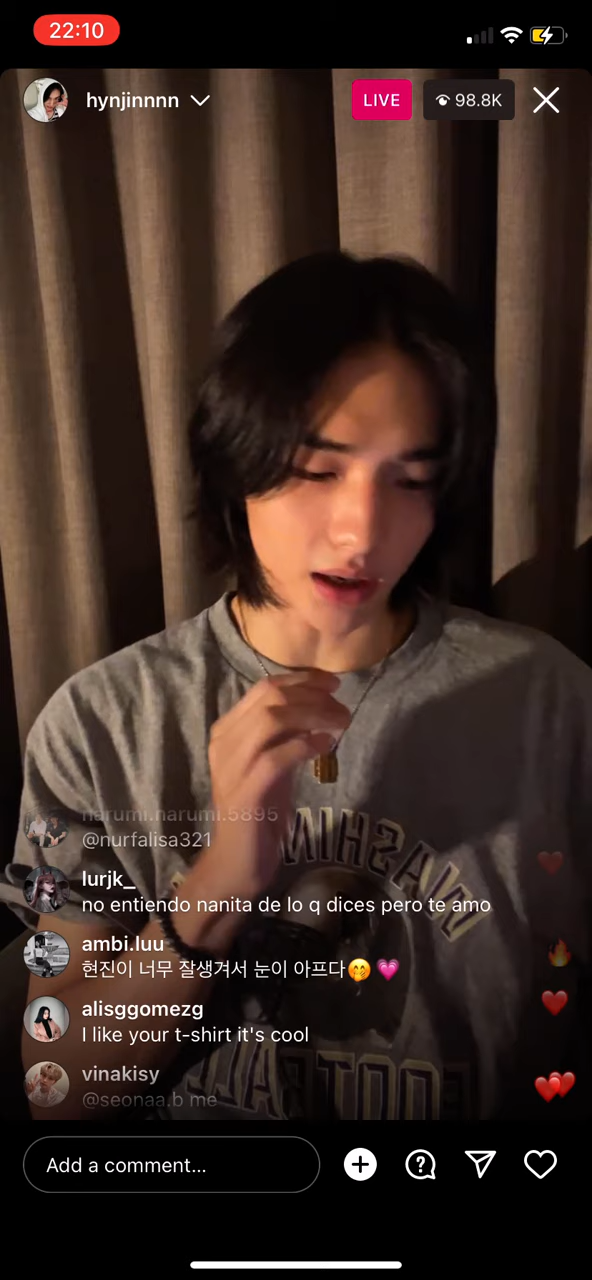 22:10
hynjinnnn
LIVE
98.8K
harumi.harumi.5895
@nurfalisa321
lurjk_
no entiendo nanita de lo q dices pero te amo
ambi.luu
현진이 너무 잘생겨서 눈이 아프다🤭💗
alisggomezg
I like your t-shirt it's cool
vinakisy
@seonaa.b me
WASHIN
FOOTBALL
Add a comment...